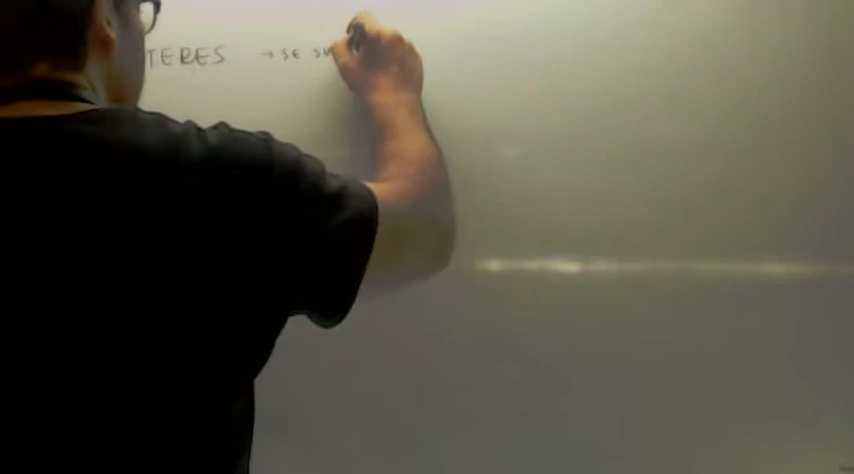 TERES → SE SU